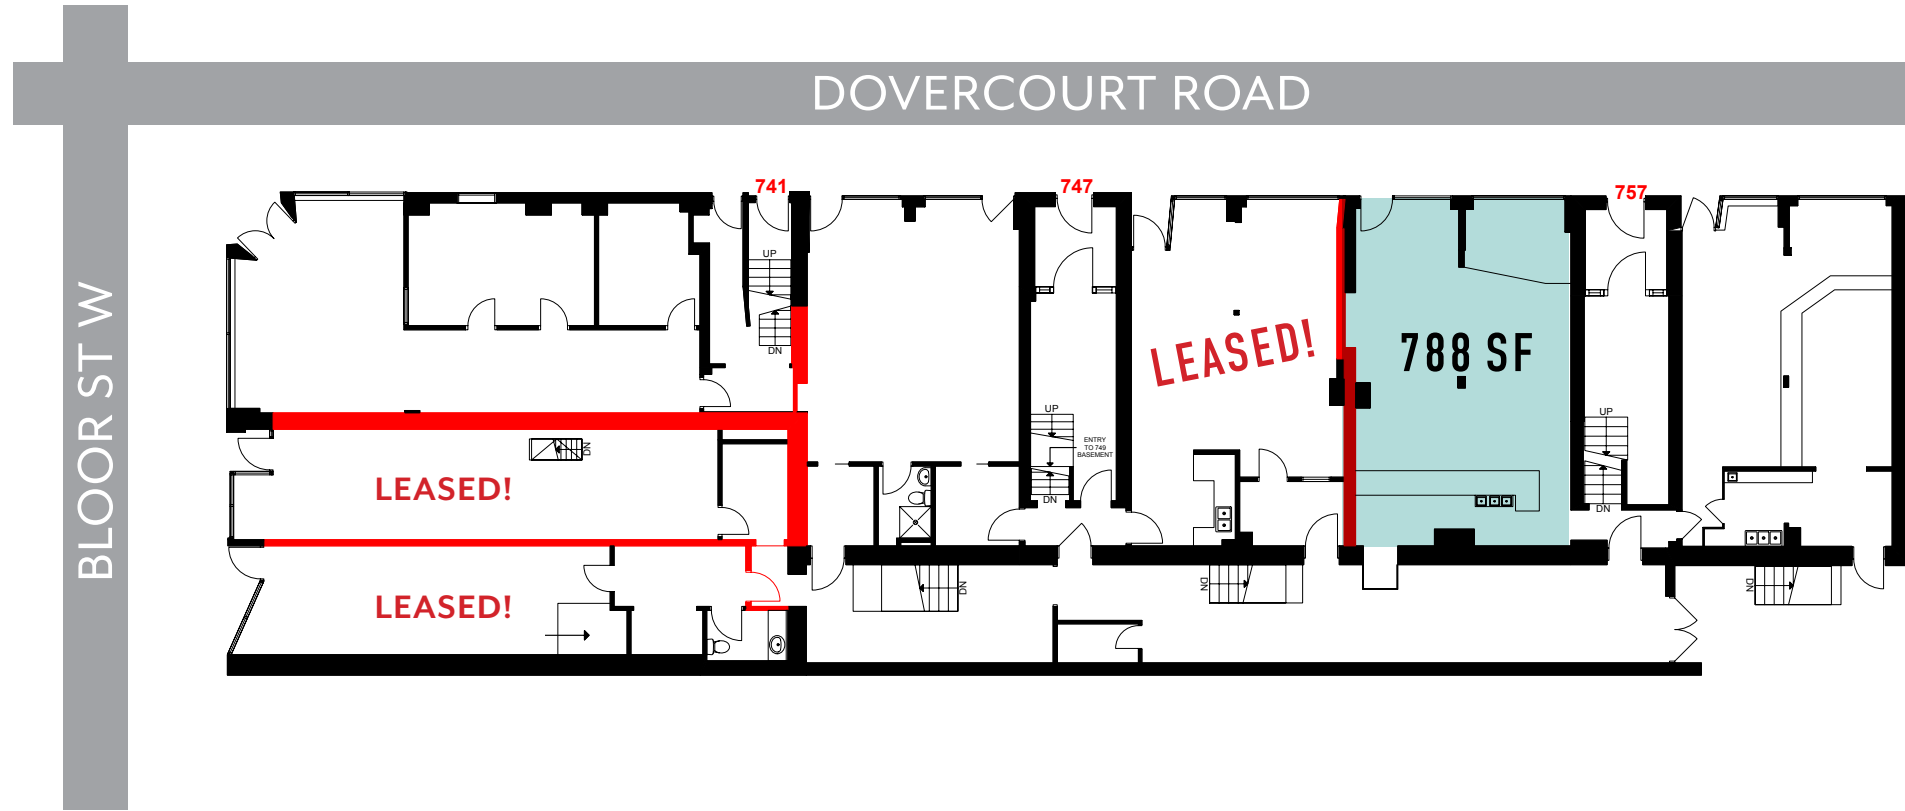 DOVERCOURT ROAD
BLOOR ST W
741
747
757
UP
DN
LEASED!
788 SF
UP
ENTRY
TO 749
BASEMENT
DN
UP
DN
DN
LEASED!
LEASED!
DN
DN
DN